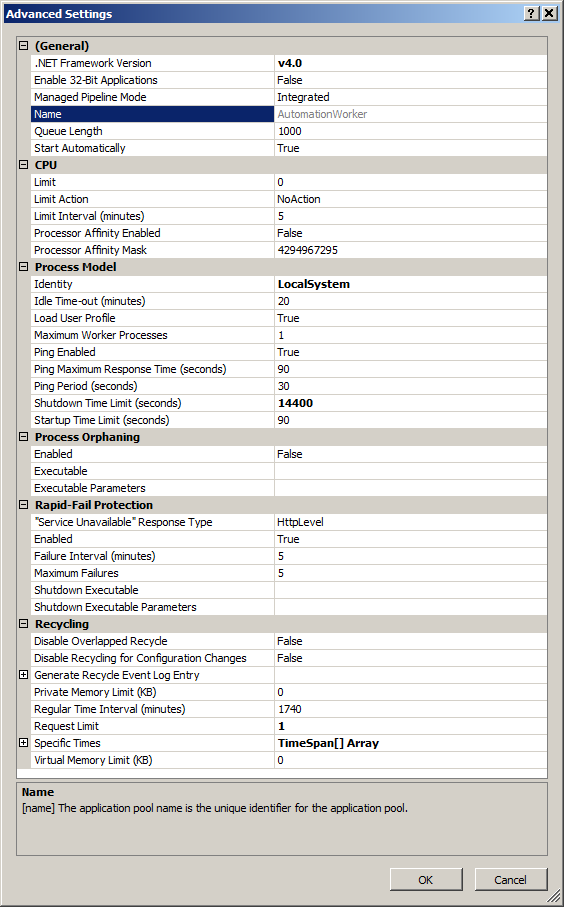 Advanced Settings
(General)
.NET Framework Version v4.0
Enable 32-Bit Applications False
Managed Pipeline Mode Integrated
Name AutomationWorker
Queue Length 1000
Start Automatically True
CPU
Limit 0
Limit Action NoAction
Limit Interval (minutes) 5
Processor Affinity Enabled False
Processor Affinity Mask 4294967295
Process Model
Identity LocalSystem
Idle Time-out (minutes) 20
Load User Profile True
Maximum Worker Processes 1
Ping Enabled True
Ping Maximum Response Time (seconds) 90
Ping Period (seconds) 30
Shutdown Time Limit (seconds) 14400
Startup Time Limit (seconds) 90
Process Orphaning
Enabled False
Executable
Executable Parameters
Rapid-Fail Protection
"Service Unavailable" Response Type HttpLevel
Enabled True
Failure Interval (minutes) 5
Maximum Failures 5
Shutdown Executable
Shutdown Executable Parameters
Recycling
Disable Overlapped Recycle False
Disable Recycling for Configuration Changes False
Generate Recycle Event Log Entry
Private Memory Limit (KB) 0
Regular Time Interval (minutes) 1740
Request Limit 1
Specific Times TimeSpan[] Array
Virtual Memory Limit (KB) 0
Name
[name] The application pool name is the unique identifier for the application pool.
OK Cancel